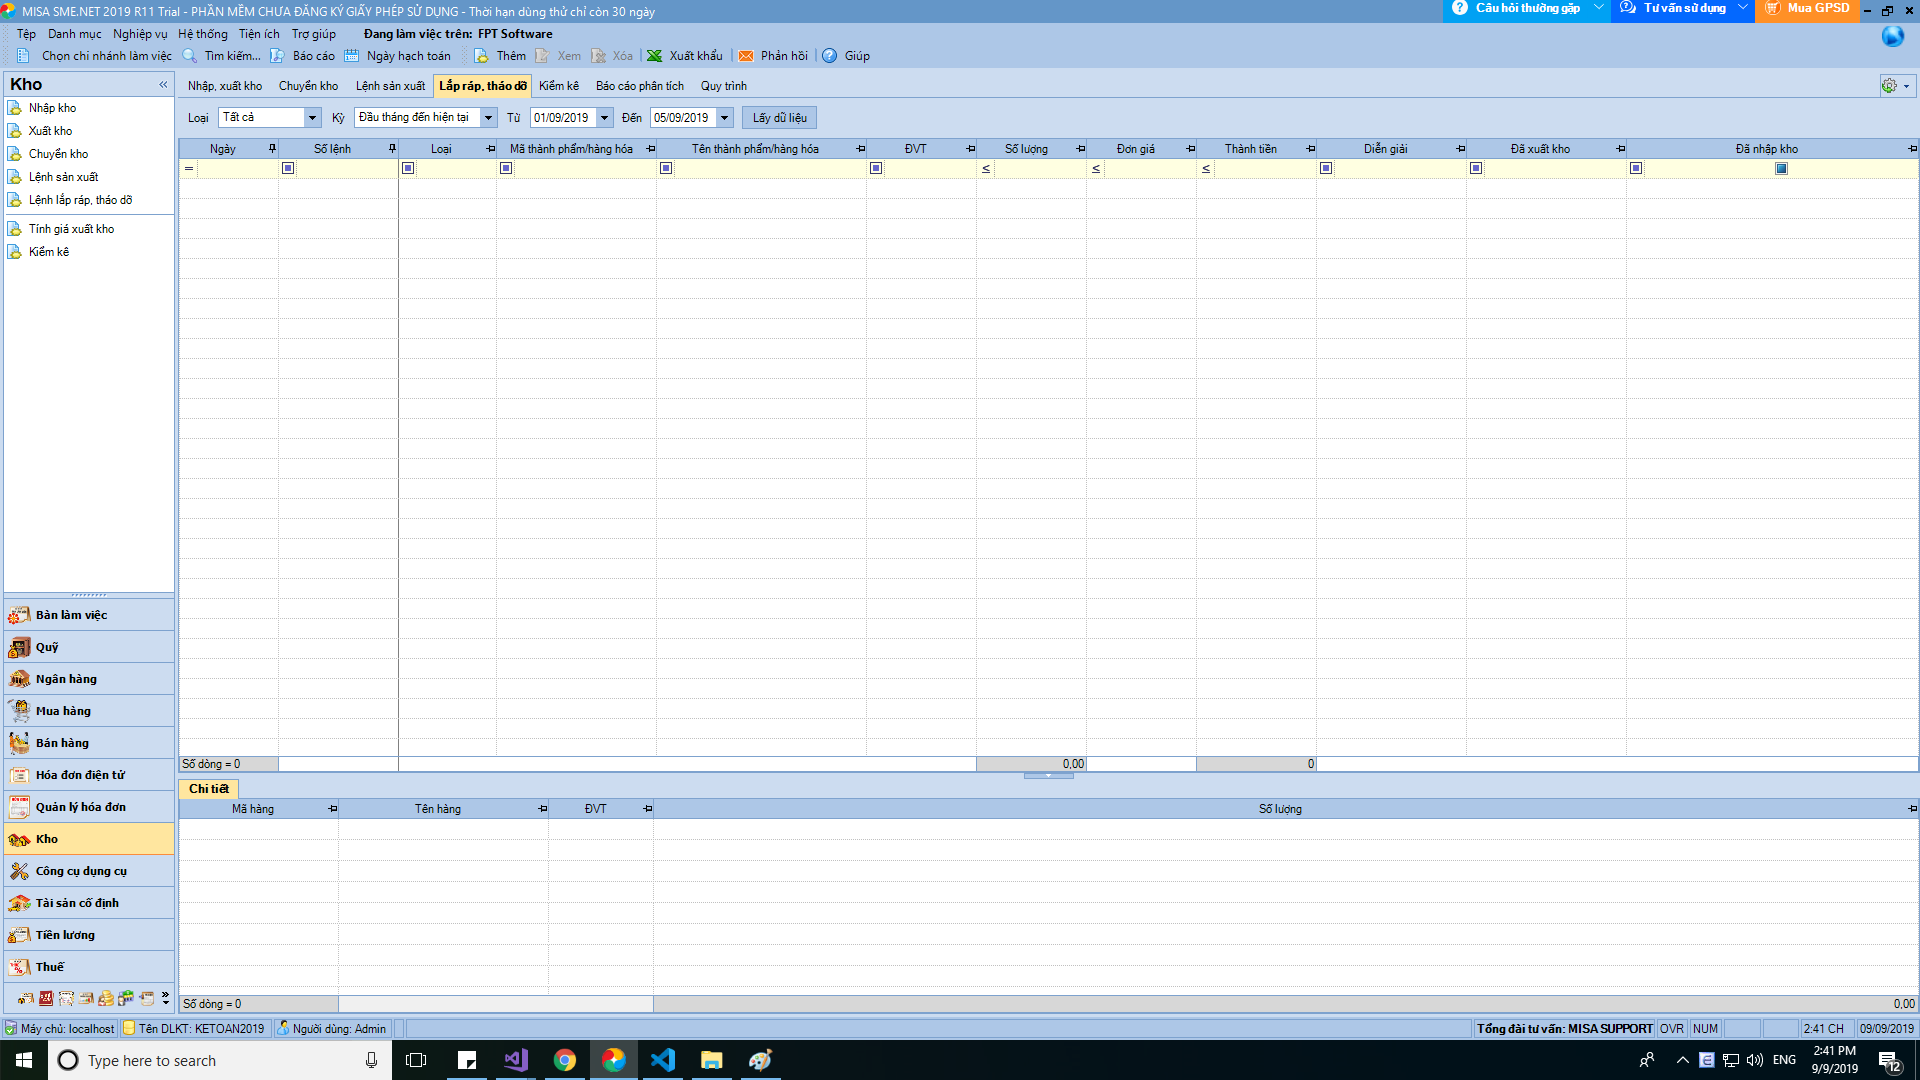 MISA SME.NET 2019 R11 Trial - PHẦN MỀM CHƯA ĐĂNG KÝ GIẤY PHÉP SỬ DỤNG - Thời hạn dùng thử chỉ còn 30 ngày
Câu hỏi thường gặp Tư vấn sử dụng Mua GPSD
Tệp Danh mục Nghiệp vụ Hệ thống Tiện ích Trợ giúp Đang làm việc trên: FPT Software
Chọn chi nhánh làm việc Tìm kiếm... Báo cáo Ngày hạch toán Thêm Xem Xóa Xuất khẩu Phản hồi Giúp
Kho
Nhập kho
Xuất kho
Chuyển kho
Lệnh sản xuất
Lệnh lắp ráp, tháo dỡ
Tính giá xuất kho
Kiểm kê
Nhập, xuất kho Chuyển kho Lệnh sản xuất Lắp ráp, tháo dỡ Kiểm kê Báo cáo phân tích Quy trình
Loại Tất cả Kỳ Đầu tháng đến hiện tại Từ 01/09/2019 Đến 05/09/2019 Lấy dữ liệu
Ngày Số lệnh Loại Mã thành phẩm/hàng hóa Tên thành phẩm/hàng hóa ĐVT Số lượng Đơn giá Thành tiền Diễn giải Đã xuất kho Đã nhập kho
= ≤ ≤ ≤
Số dòng = 0 0,00 0
Chi tiết
Mã hàng Tên hàng ĐVT Số lượng
Số dòng = 0 0,00
Bàn làm việc
Quỹ
Ngân hàng
Mua hàng
Bán hàng
Hóa đơn điện tử
Quản lý hóa đơn
Kho
Công cụ dụng cụ
Tài sản cố định
Tiền lương
Thuế
Máy chủ: localhost Tên DLKT: KETOAN2019 Người dùng: Admin Tổng đài tư vấn: MISA SUPPORT OVR NUM 2:41 CH 09/09/2019
Type here to search ENG 2:41 PM
9/9/2019 12